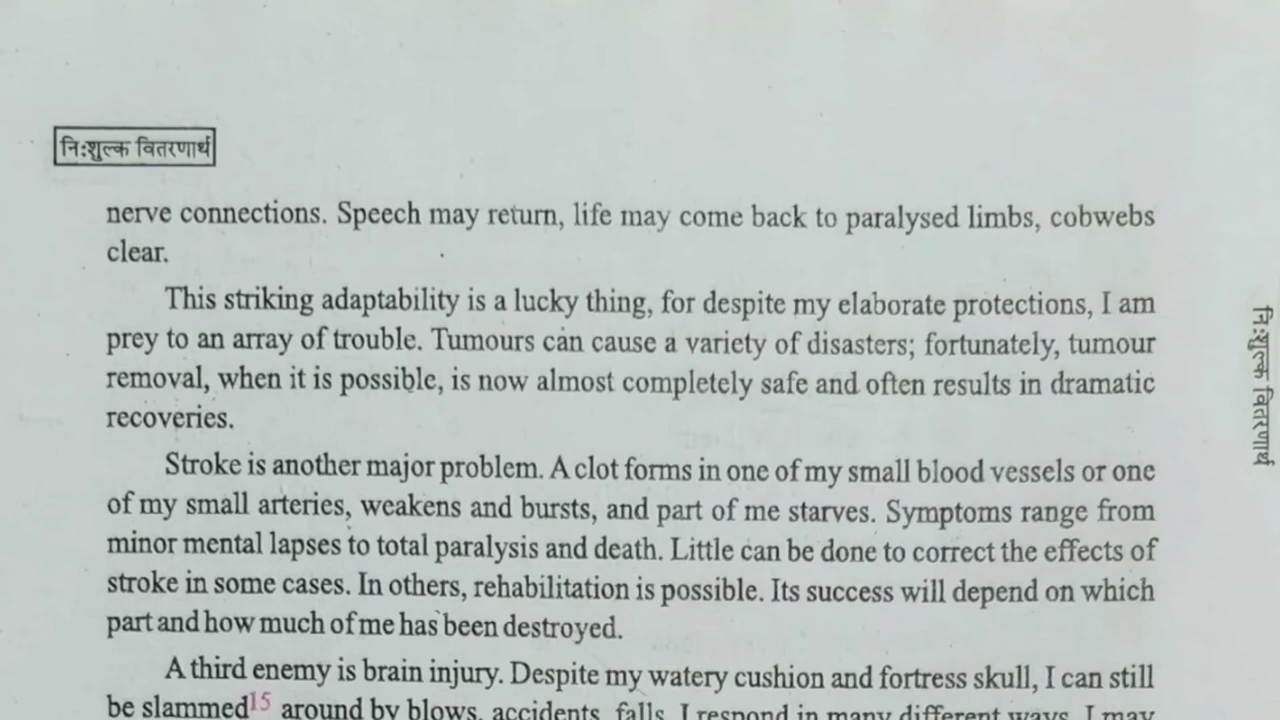 निःशुल्क वितरणार्थ
nerve connections. Speech may return, life may come back to paralysed limbs, cobwebs
clear.
This striking adaptability is a lucky thing, for despite my elaborate protections, I am
prey to an array of trouble. Tumours can cause a variety of disasters; fortunately, tumour
removal, when it is possible, is now almost completely safe and often results in dramatic
recoveries.
Stroke is another major problem. A clot forms in one of my small blood vessels or one
of my small arteries, weakens and bursts, and part of me starves. Symptoms range from
minor mental lapses to total paralysis and death. Little can be done to correct the effects of
stroke in some cases. In others, rehabilitation is possible. Its success will depend on which
part and how much of me has been destroyed.
A third enemy is brain injury. Despite my watery cushion and fortress skull, I can still
be slammed15 around by blows, accidents, falls. I respond in many different ways. I may
निःशुल्क वितरणार्थ